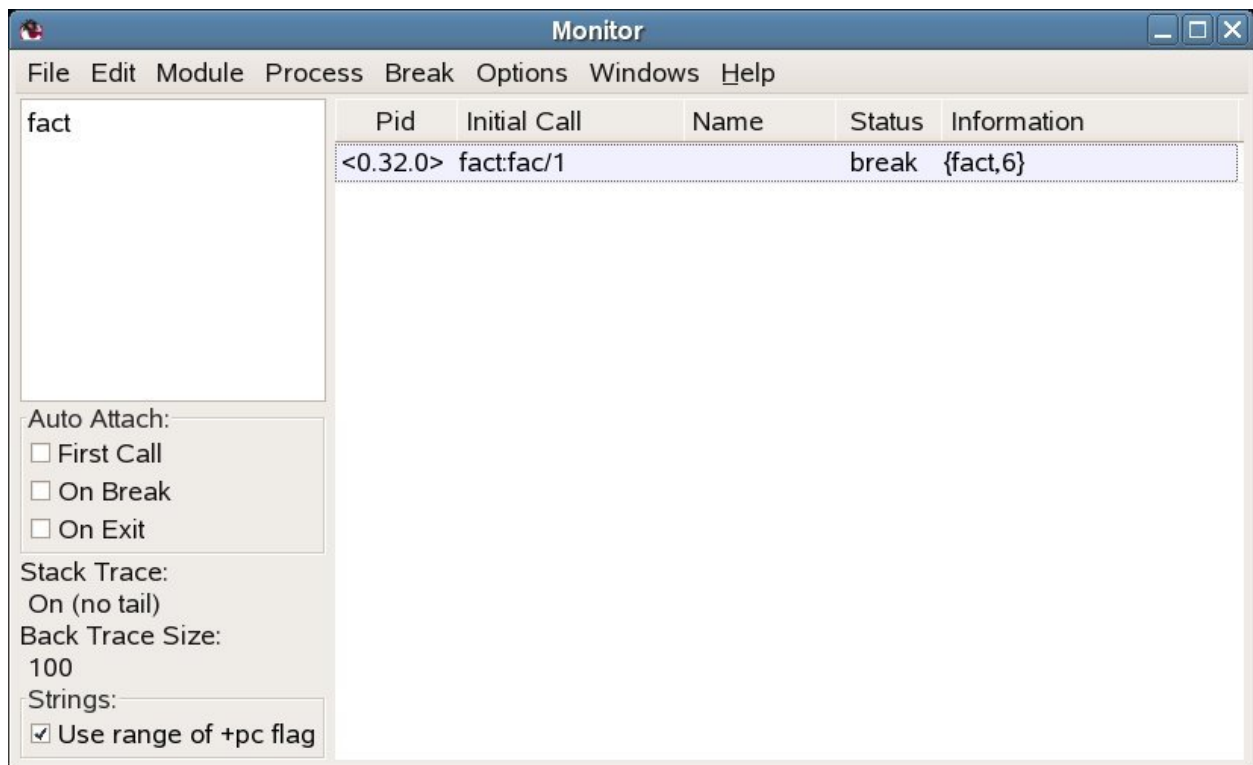 Monitor
File Edit Module Process Break Options Windows Help
fact
Pid Initial Call Name Status Information
<0.32.0> fact:fac/1 break {fact,6}
Auto Attach:
First Call
On Break
On Exit
Stack Trace:
On (no tail)
Back Trace Size:
100
Strings:
Use range of +pc flag